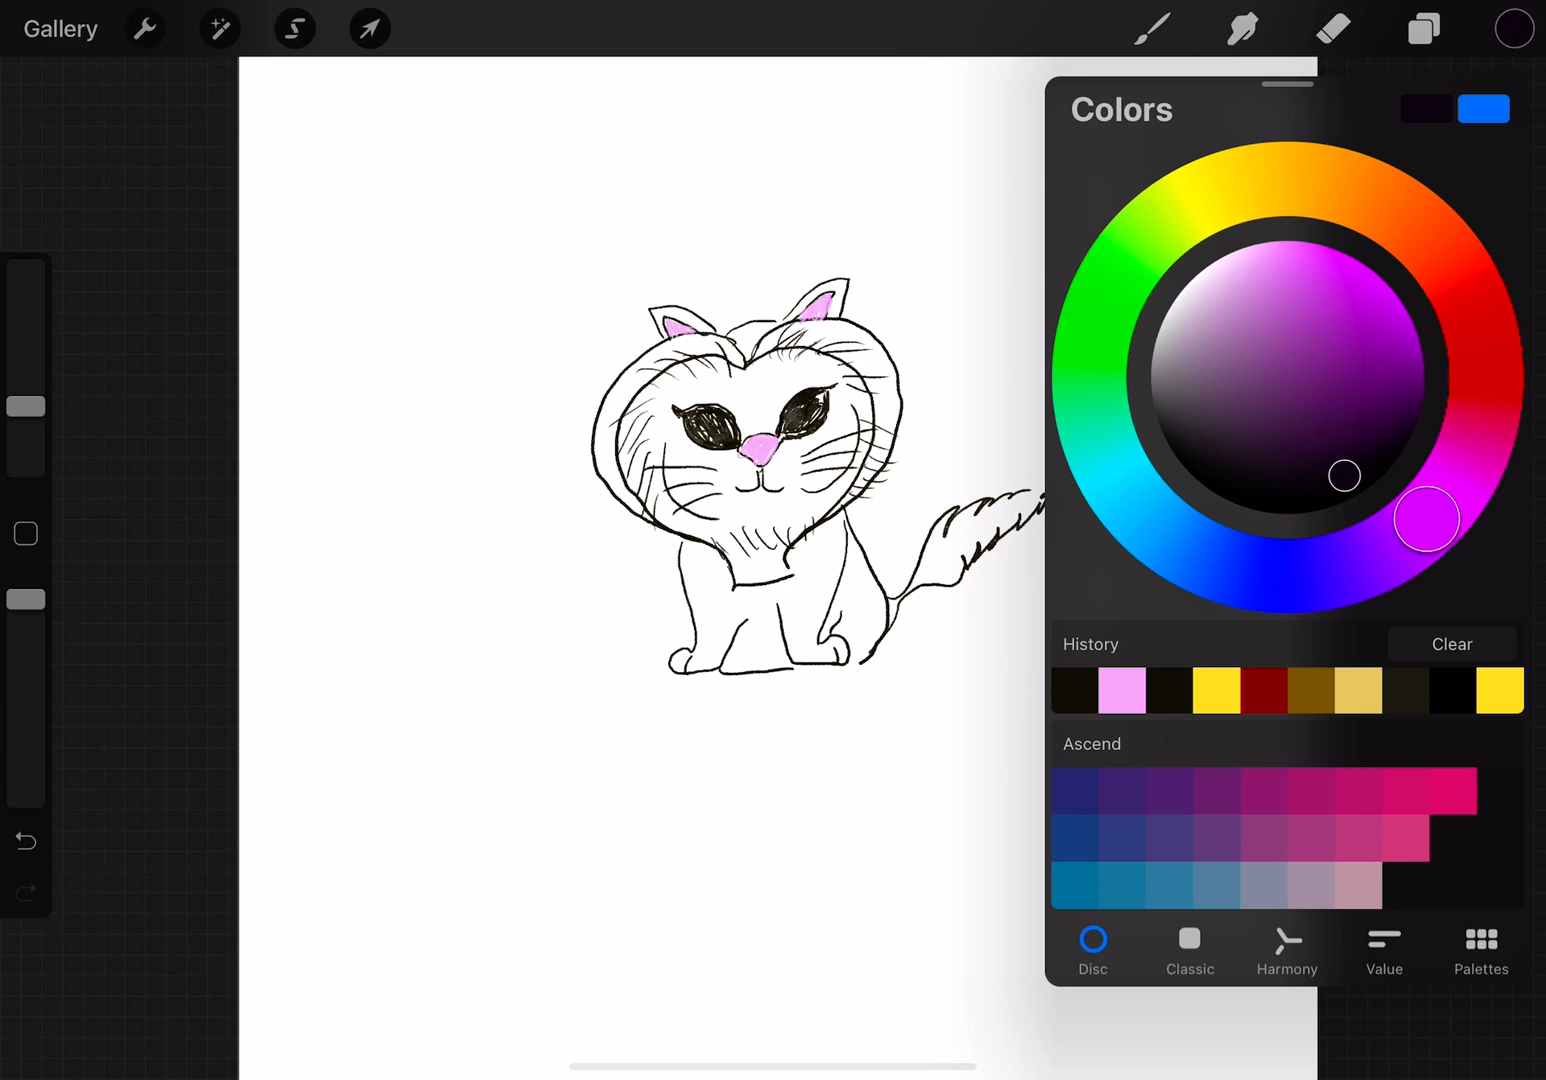 Gallery
Colors
History
Clear
Ascend
Disc
Classic
Harmony
Value
Palettes